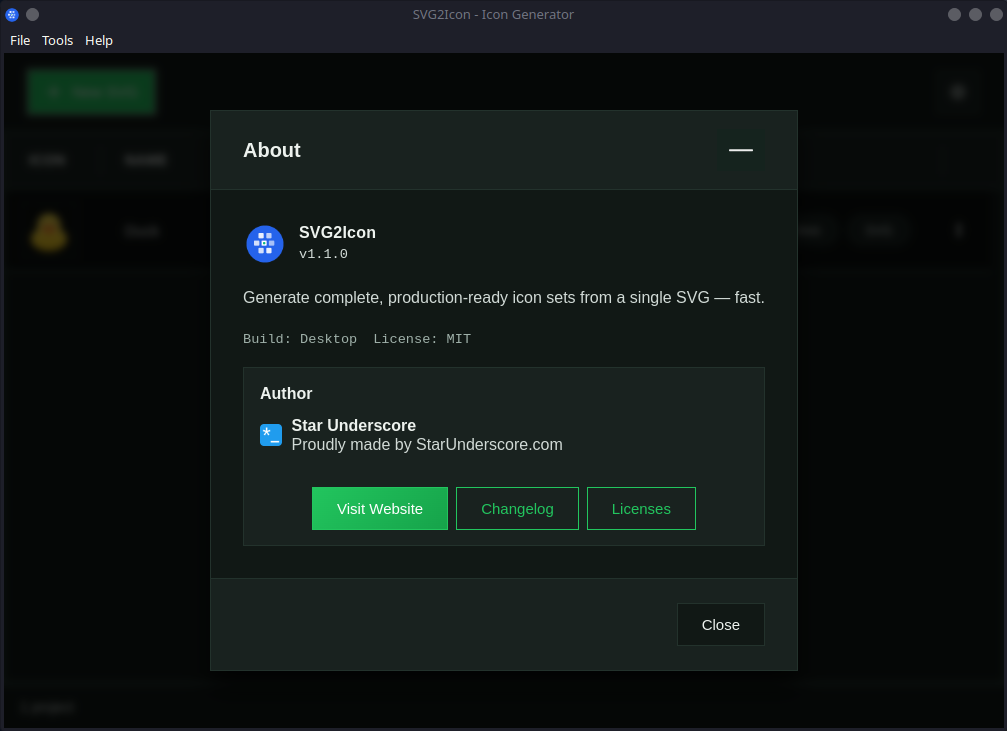 SVG2Icon - Icon Generator
File Tools Help
ICON NAME
About
SVG2Icon
v1.1.0
Generate complete, production-ready icon sets from a single SVG — fast.
Build: Desktop License: MIT
Author
*_
Star Underscore
Proudly made by StarUnderscore.com
Visit Website Changelog Licenses
Close